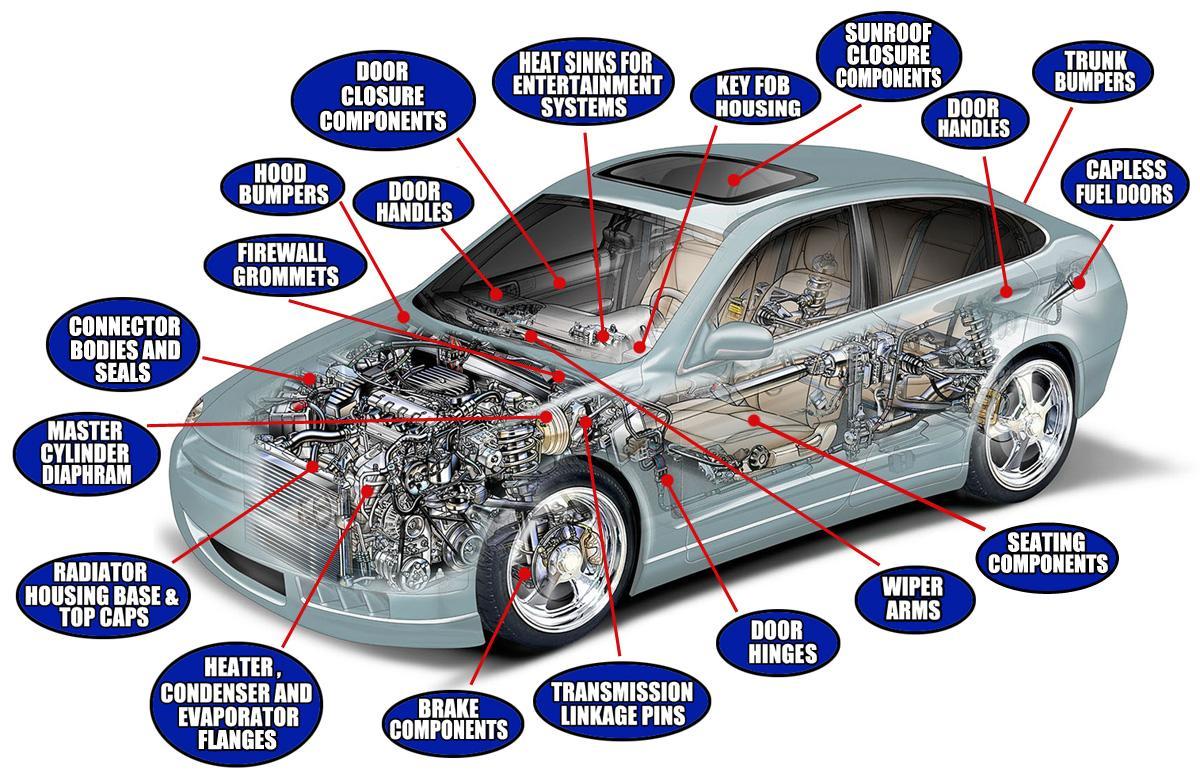 SUNROOF
CLOSURE
COMPONENTS
HEAT SINKS FOR
ENTERTAINMENT
SYSTEMS
TRUNK
BUMPERS
DOOR
CLOSURE
COMPONENTS
KEY FOB
HOUSING
DOOR
HANDLES
CAPLESS
FUEL DOORS
HOOD
BUMPERS
DOOR
HANDLES
FIREWALL
GROMMETS
CONNECTOR
BODIES AND
SEALS
MASTER
CYLINDER
DIAPHRAM
RADIATOR
HOUSING BASE &
TOP CAPS
SEATING
COMPONENTS
WIPER
ARMS
DOOR
HINGES
HEATER ,
CONDENSER AND
EVAPORATOR
FLANGES
BRAKE
COMPONENTS
TRANSMISSION
LINKAGE PINS